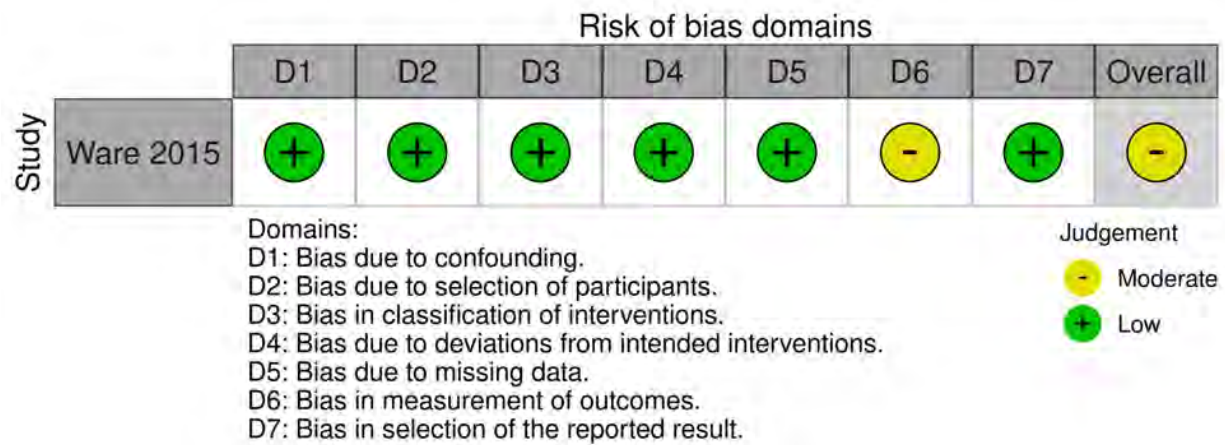 Risk of bias domains
D1 D2 D3 D4 D5 D6 D7 Overall
Study
Ware 2015 + + + + + - + -
Domains:
D1: Bias due to confounding.
D2: Bias due to selection of participants.
D3: Bias in classification of interventions.
D4: Bias due to deviations from intended interventions.
D5: Bias due to missing data.
D6: Bias in measurement of outcomes.
D7: Bias in selection of the reported result.
Judgement
- Moderate
+ Low